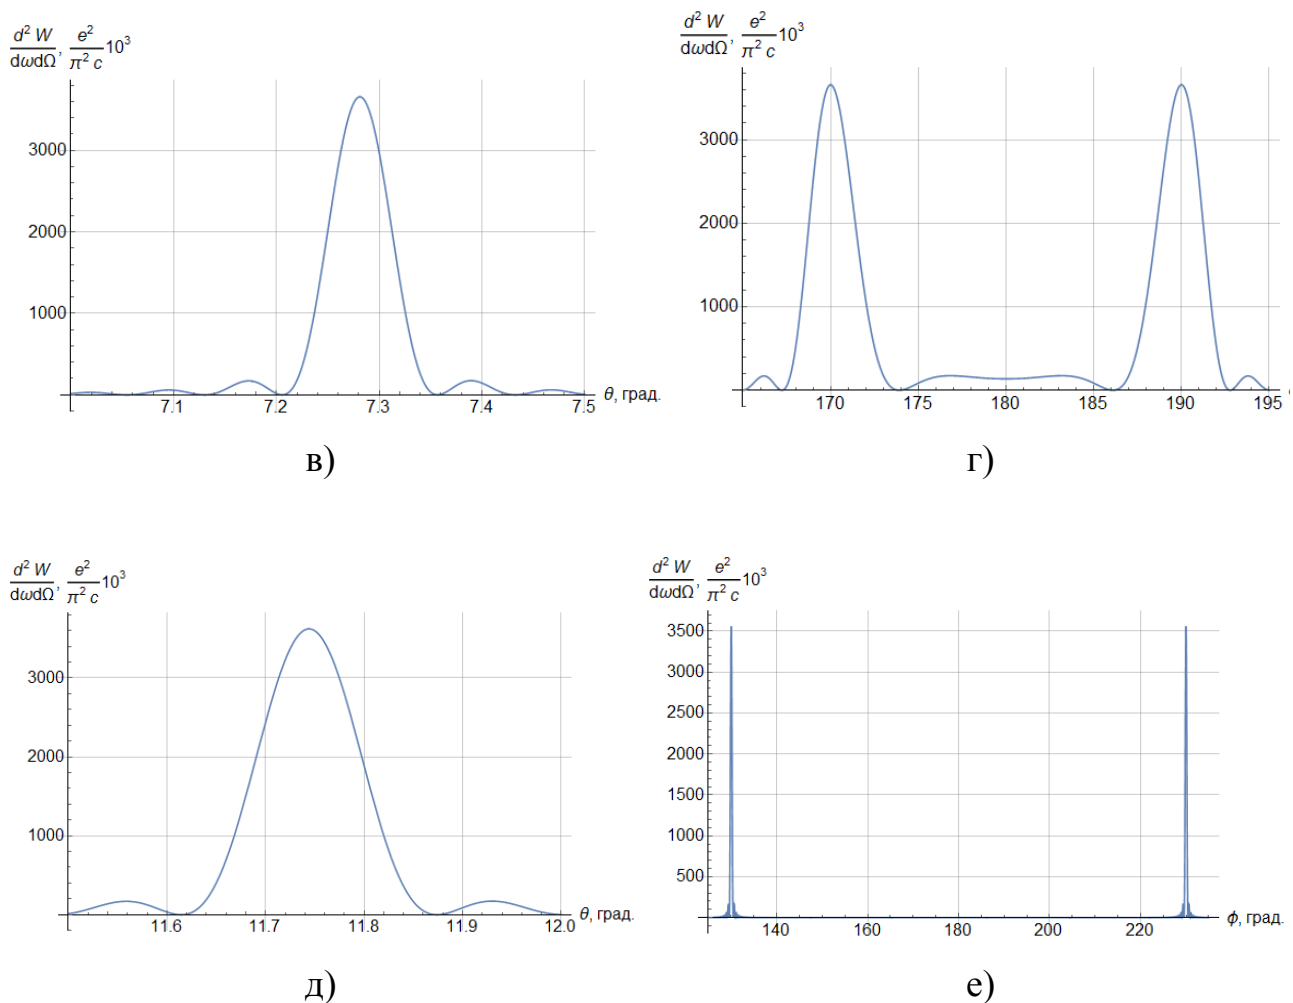 d² W / dωdΩ, e² / π² c 10³
3000
2000
1000
7.1 7.2 7.3 7.4 7.5 θ, град.
в)
d² W / dωdΩ, e² / π² c 10³
3000
2000
1000
170 175 180 185 190 195
г)
d² W / dωdΩ, e² / π² c 10³
3000
2000
1000
11.6 11.7 11.8 11.9 12.0 θ, град.
д)
d² W / dωdΩ, e² / π² c 10³
3500
3000
2500
2000
1500
1000
500
140 160 180 200 220 ϕ, град.
е)